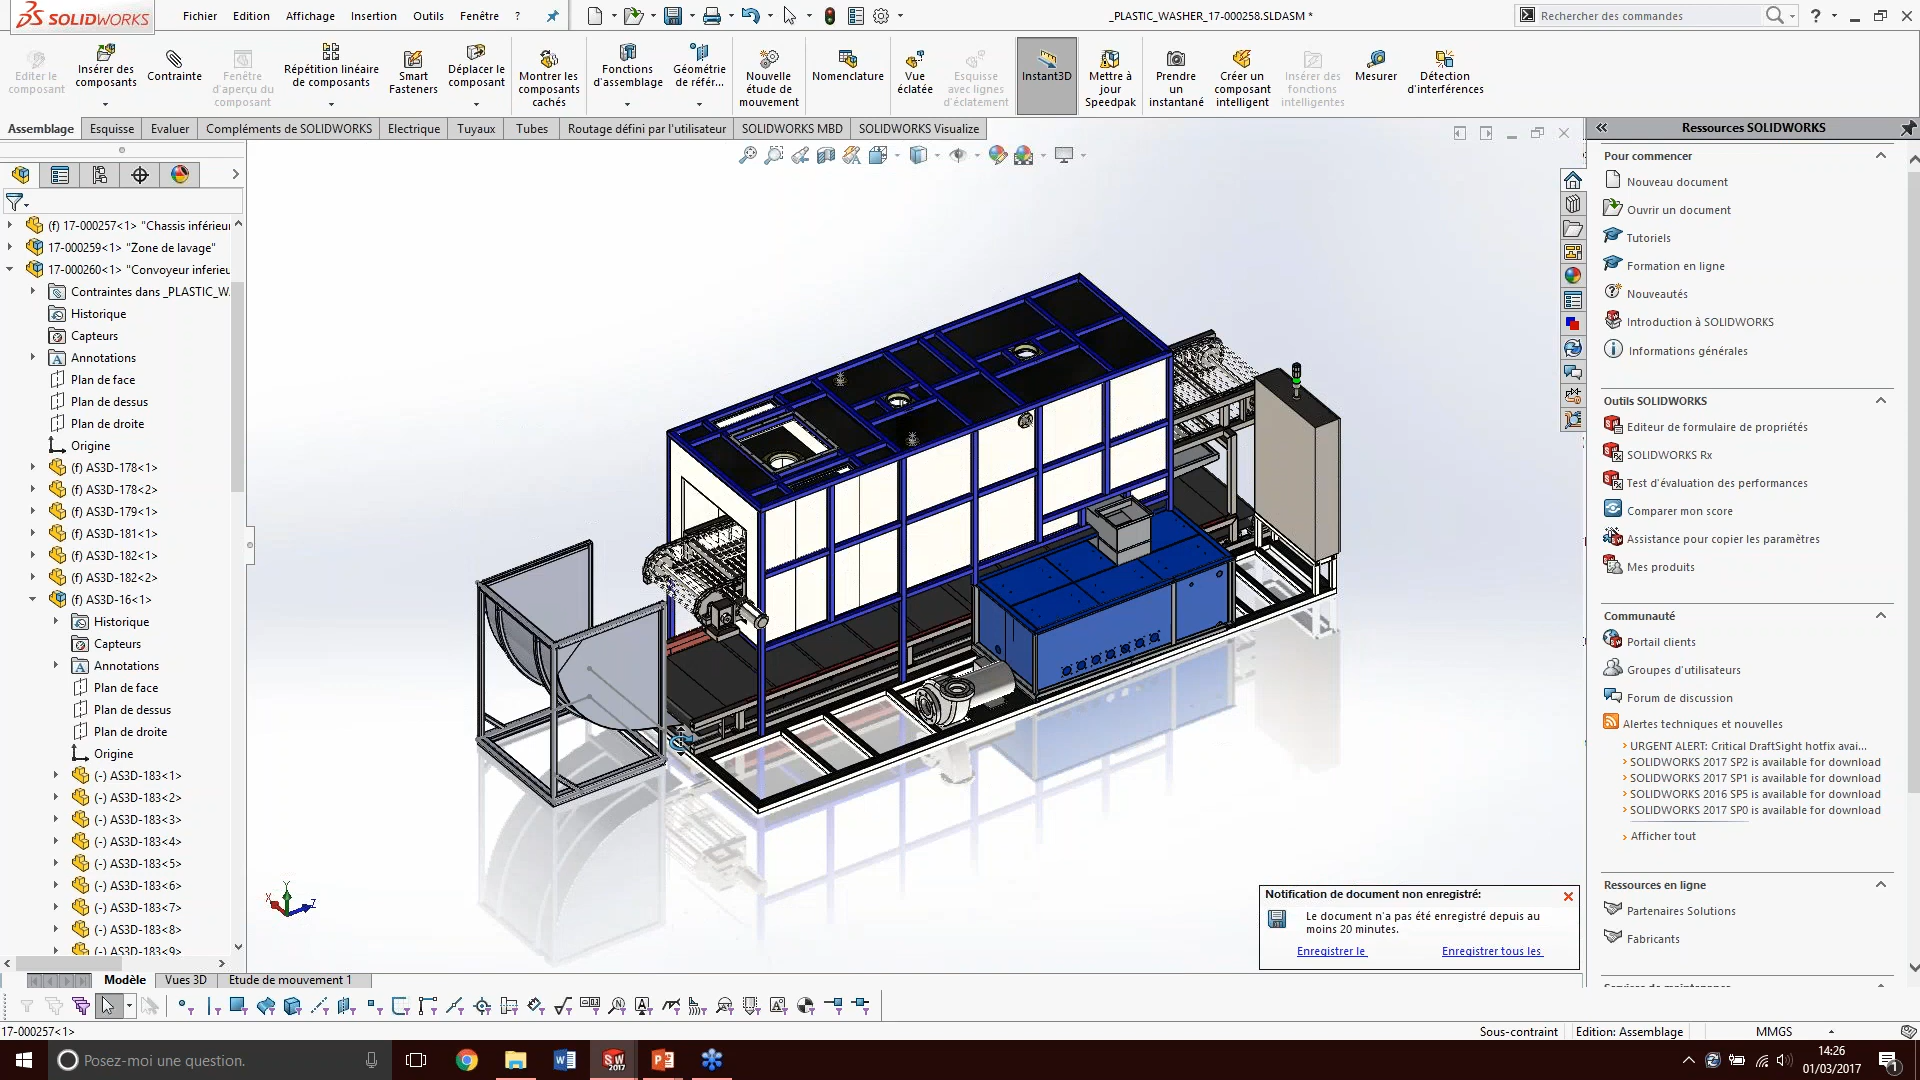 SOLIDWORKS
Fichier
Edition
Affichage
Insertion
Outils
Fenêtre
?
_PLASTIC_WASHER_17-000258.SLDASM *
Rechercher des commandes
Editer le
composant
Insérer des
composants
Contrainte
Fenêtre
d'aperçu du
composant
Répétition linéaire
de composants
Smart
Fasteners
Déplacer le
composant
Montrer les
composants
cachés
Fonctions
d'assemblage
Géométrie
de référ...
Nouvelle
étude de
mouvement
Nomenclature
Vue
éclatée
Esquisse
avec lignes
d'éclatement
Instant3D
Mettre à
jour
Speedpak
Prendre
un
instantané
Créer un
composant
intelligent
Insérer des
fonctions
intelligentes
Mesurer
Détection
d'interférences
Assemblage
Esquisse
Evaluer
Compléments de SOLIDWORKS
Electrique
Tuyaux
Tubes
Routage défini par l'utilisateur
SOLIDWORKS MBD
SOLIDWORKS Visualize
(f) 17-000257<1> "Chassis inférieur
17-000259<1> "Zone de lavage"
17-000260<1> "Convoyeur inferieu
Contraintes dans _PLASTIC_W
Historique
Capteurs
Annotations
Plan de face
Plan de dessus
Plan de droite
Origine
(f) AS3D-178<1>
(f) AS3D-178<2>
(f) AS3D-179<1>
(f) AS3D-181<1>
(f) AS3D-182<1>
(f) AS3D-182<2>
(f) AS3D-16<1>
Historique
Capteurs
Annotations
Plan de face
Plan de dessus
Plan de droite
Origine
(-) AS3D-183<1>
(-) AS3D-183<2>
(-) AS3D-183<3>
(-) AS3D-183<4>
(-) AS3D-183<5>
(-) AS3D-183<6>
(-) AS3D-183<7>
(-) AS3D-183<8>
(-) AS3D-183<9>
Y
X
Z
Ressources SOLIDWORKS
Pour commencer
Nouveau document
Ouvrir un document
Tutoriels
Formation en ligne
Nouveautés
Introduction à SOLIDWORKS
Informations générales
Outils SOLIDWORKS
Editeur de formulaire de propriétés
SOLIDWORKS Rx
Test d'évaluation des performances
Comparer mon score
Assistance pour copier les paramètres
Mes produits
Communauté
Portail clients
Groupes d'utilisateurs
Forum de discussion
Alertes techniques et nouvelles
URGENT ALERT: Critical DraftSight hotfix avai...
SOLIDWORKS 2017 SP2 is available for download
SOLIDWORKS 2017 SP1 is available for download
SOLIDWORKS 2016 SP5 is available for download
SOLIDWORKS 2017 SP0 is available for download
Afficher tout
Ressources en ligne
Partenaires Solutions
Fabricants
Notification de document non enregistré:
Le document n'a pas été enregistré depuis au
moins 20 minutes.
Enregistrer le
Enregistrer tous les
Modèle
Vues 3D
Etude de mouvement 1
17-000257<1>
Sous-contraint
Edition: Assemblage
MMGS
Posez-moi une question.
14:26
01/03/2017